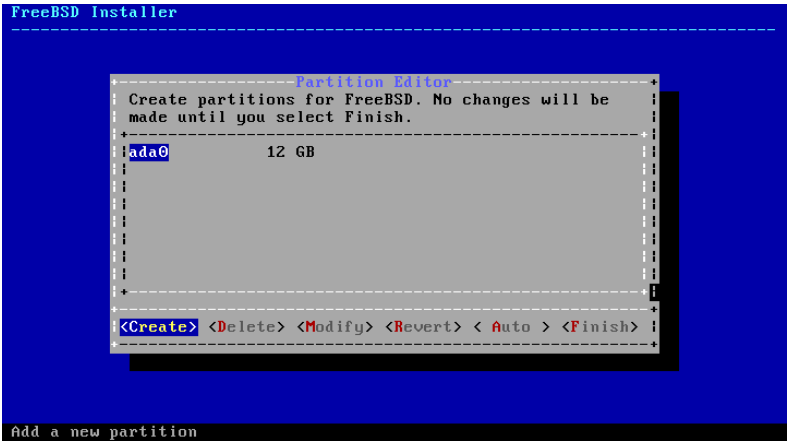 FreeBSD Installer
Partition Editor
Create partitions for FreeBSD. No changes will be
made until you select Finish.
ada0 12 GB
<Create> <Delete> <Modify> <Revert> < Auto > <Finish>
Add a new partition